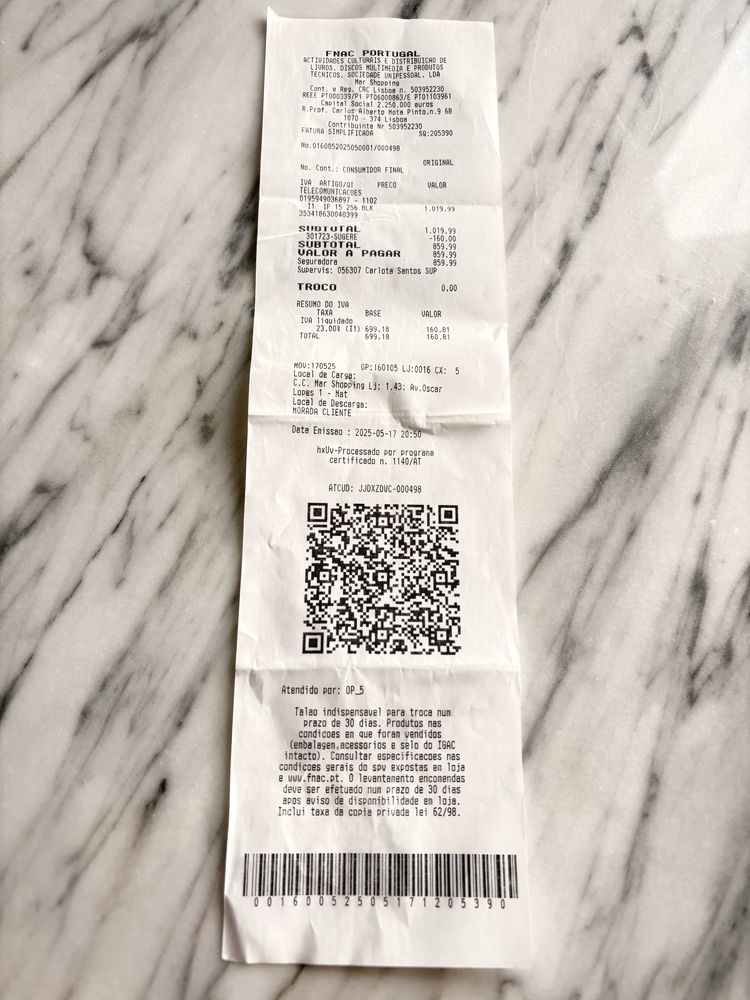 FNAC PORTUGAL
ACTIVIDADES CULTURAIS E DISTRIBUICAO DE
LIVROS, DISCOS MULTIMEDIA E PRODUTOS
TECNICOS, SOCIEDADE UNIPESSOAL, LDA
Mar Shopping
Cont. e Reg. CRC Lisboa n. 503952230
REEE PT000339/Pi PT06000863/E PT01103961
Capital Social 2.250.000 euros
R.Prof. Carlos Alberto Mota Pinto,n.9 6B
1070 - 374 Lisboa
Contribuinte Nr 503952230
FATURA SIMPLIFICADA SQ:205390
No.0160052025050001/000498
ORIGINAL
No. Cont.: CONSUMIDOR FINAL
IVA ARTIGO/QT PRECO VALOR
TELECOMUNICACOES
0195949036897 - 1102
I1 IP 15 256 BLK 1.019.99
353418630040399
SUBTOTAL 1.019.99
301723-SUGERE -160.00
SUBTOTAL 859.99
VALOR A PAGAR 859.99
Seguradora 859.99
Supervis: 056307 Carlota Santos SUP
TROCO 0.00
RESUMO DO IVA
TAXA BASE VALOR
IVA liquidado
23.00% (I1) 699.18 160.81
TOTAL 699.18 160.81
MOV:170525 OP:160105 LJ:0016 CX: 5
Local de Carga:
C.C. Mar Shopping Lj: 1.43; Av.Oscar
Lopes 1 - Mat
Local de Descarga:
MORADA CLIENTE
Data Emissao : 2025-05-17 20:50
hxUv-Processado por programa
certificado n. 1140/AT
ATCUD: JJDXZDVC-000498
Atendido por: OP_5
Talao indispensavel para troca num
prazo de 30 dias. Produtos nas
condicoes em que foram vendidos
(embalagem,acessorios e selo do IGAC
intacto). Consultar especificacoes nas
condiçoes gerais do spv expostas em loja
e www.fnac.pt. O levantamento encomendas
deve ser efetuado num prazo de 30 dias
apos aviso de disponibilidade em loja.
Inclui taxa da copia privada lei 62/98.
00160052505171205390